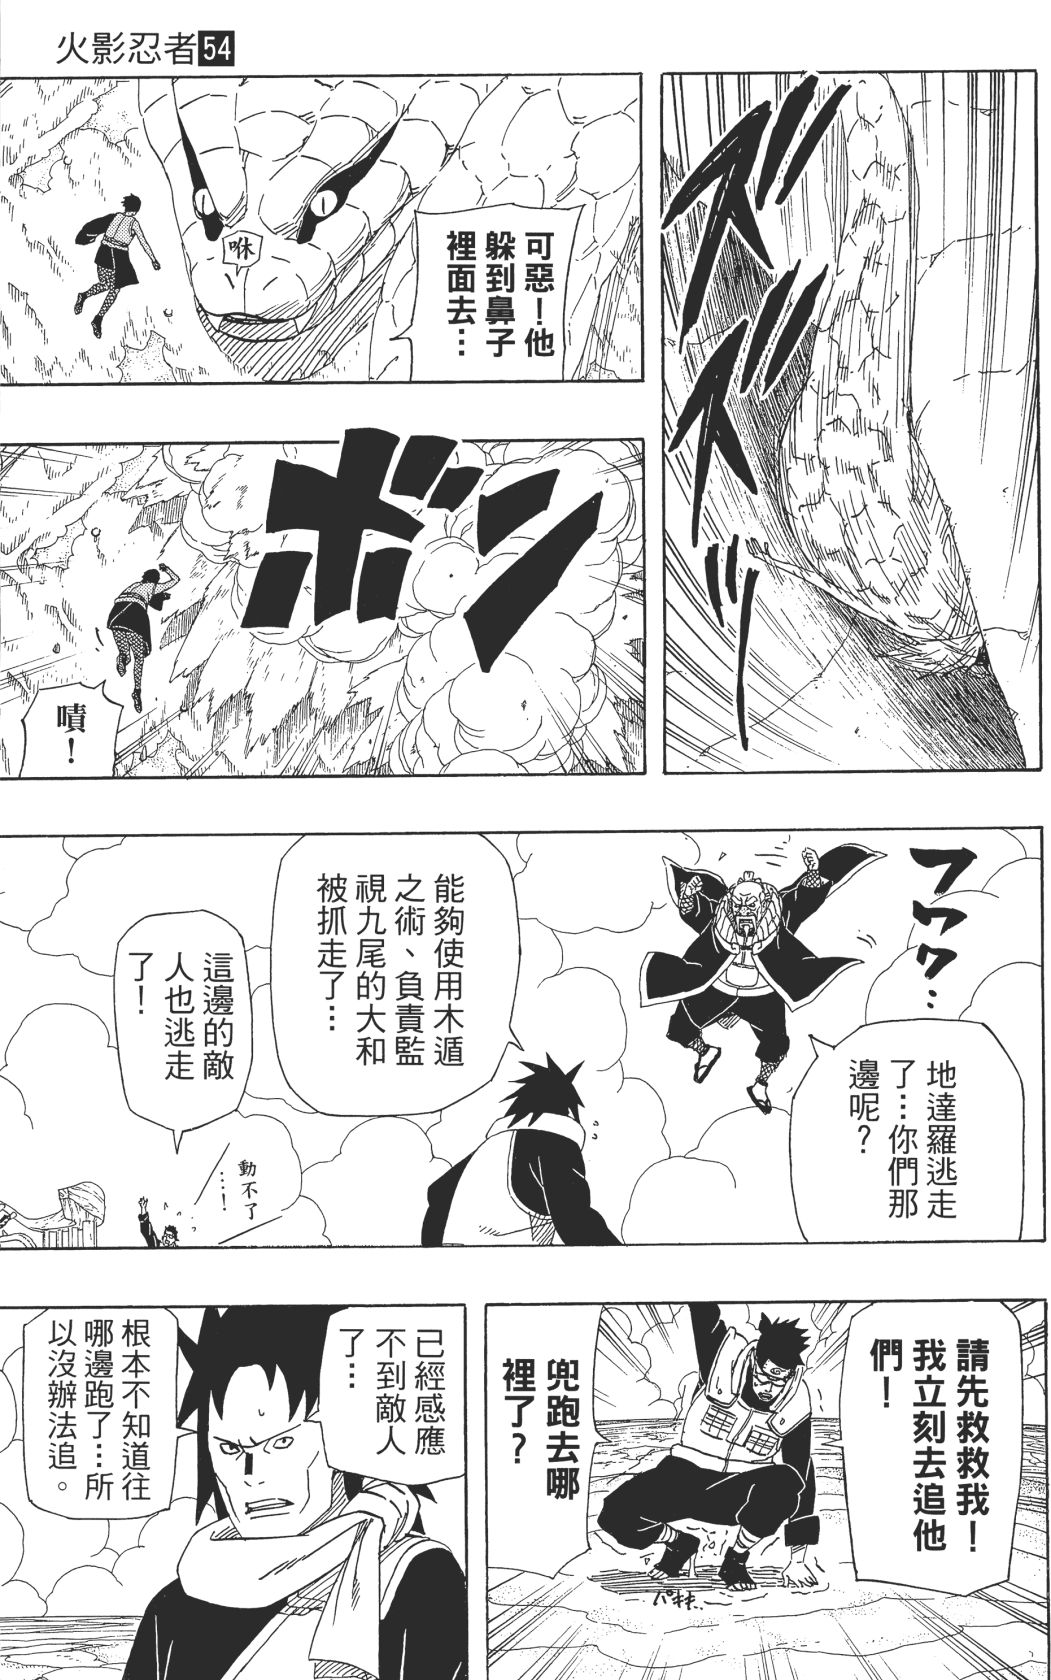 火影忍者54
ズズ
ズズ
可惡！他
躲到鼻子
裡面去…
咻
ボン
嘖！
フワ
ワ…
地達羅逃走
了…你們那
邊呢？
能夠使用木遁
之術、負責監
視九尾的大和
被抓走了…
這邊的敵
人也逃走
了！
動不了
…！
請先救救我！
我立刻去追他
們！
兜跑去哪
裡了？
已經感應
不到敵人
了…
根本不知道往
哪邊跑了…所
以沒辦法追。